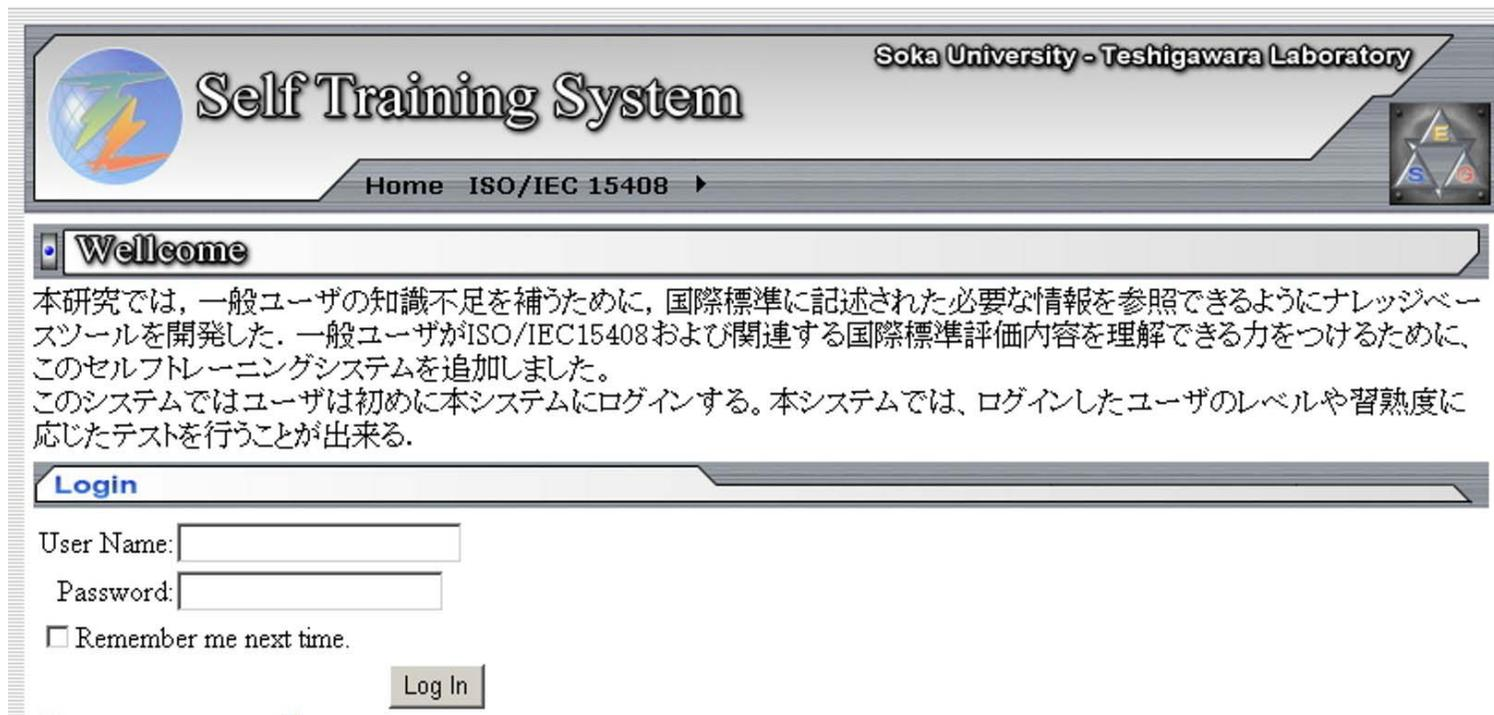 Soka University - Teshigawara Laboratory
Self Training System
E
S G
Home ISO/IEC 15408
Wellcome
本研究では，一般ユーザの知識不足を補うために，国際標準に記述された必要な情報を参照できるようにナレッジベー
スツールを開発した．一般ユーザがISO/IEC15408および関連する国際標準評価内容を理解できる力をつけるために、
このセルフトレーニングシステムを追加しました。
このシステムではユーザは初めに本システムにログインする。本システムでは、ログインしたユーザのレベルや習熟度に
応じたテストを行うことが出来る．
Login
User Name:
Password:
Remember me next time.
Log In